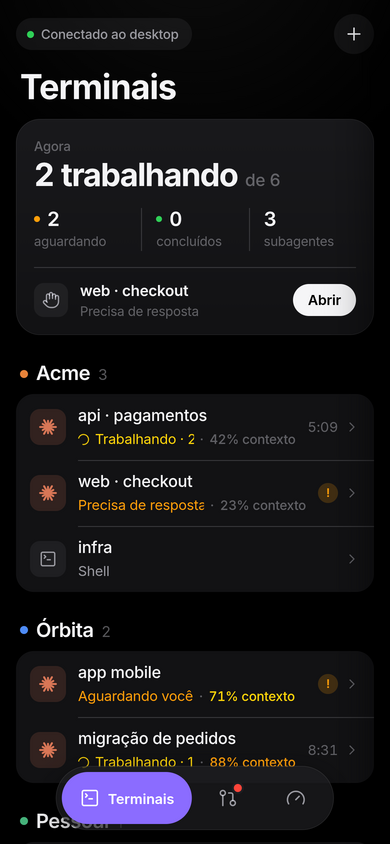 Conectado ao desktop
Terminais
Agora
2 trabalhando de 6
2
aguardando
0
concluídos
3
subagentes
web · checkout
Precisa de resposta
Abrir
Acme 3
api · pagamentos
Trabalhando · 2 · 42% contexto
5:09
web · checkout
Precisa de resposta · 23% contexto
!
infra
Shell
Órbita 2
app mobile
Aguardando você · 71% contexto
!
migração de pedidos
Trabalhando · 1 · 88% contexto
8:31
Terminais